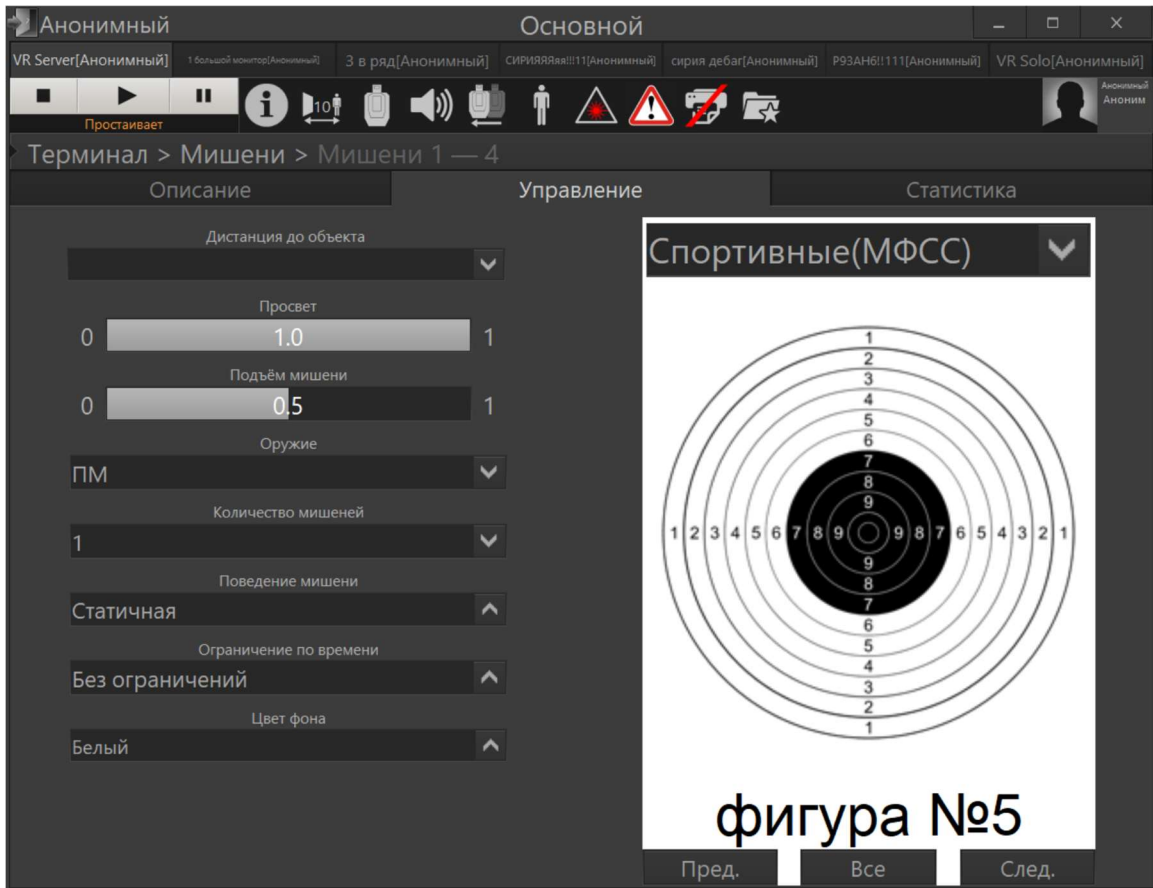 Анонимный
Основной
VR Server[Анонимный] 1 большой монитор[Анонимный] 3 в ряд[Анонимный] СИРИЯЯЯяя!!!11[Анонимный] сирия дебаг[Анонимный] Р93АН6!!111[Анонимный] VR Solo[Анонимный]
Простаивает
10
Анонимный
Аноним
Терминал > Мишени > Мишени 1 — 4
Описание Управление Статистика
Дистанция до объекта
Просвет
0 1.0 1
Подъём мишени
0 0.5 1
Оружие
ПМ
Количество мишеней
1
Поведение мишени
Статичная
Ограничение по времени
Без ограничений
Цвет фона
Белый
Спортивные(МФСС)
1
2
3
4
5
6
7
8
9
1 2 3 4 5 6 7 8 9 9 8 7 6 5 4 3 2 1
9
8
7
6
5
4
3
2
1
фигура №5
Пред. Все След.